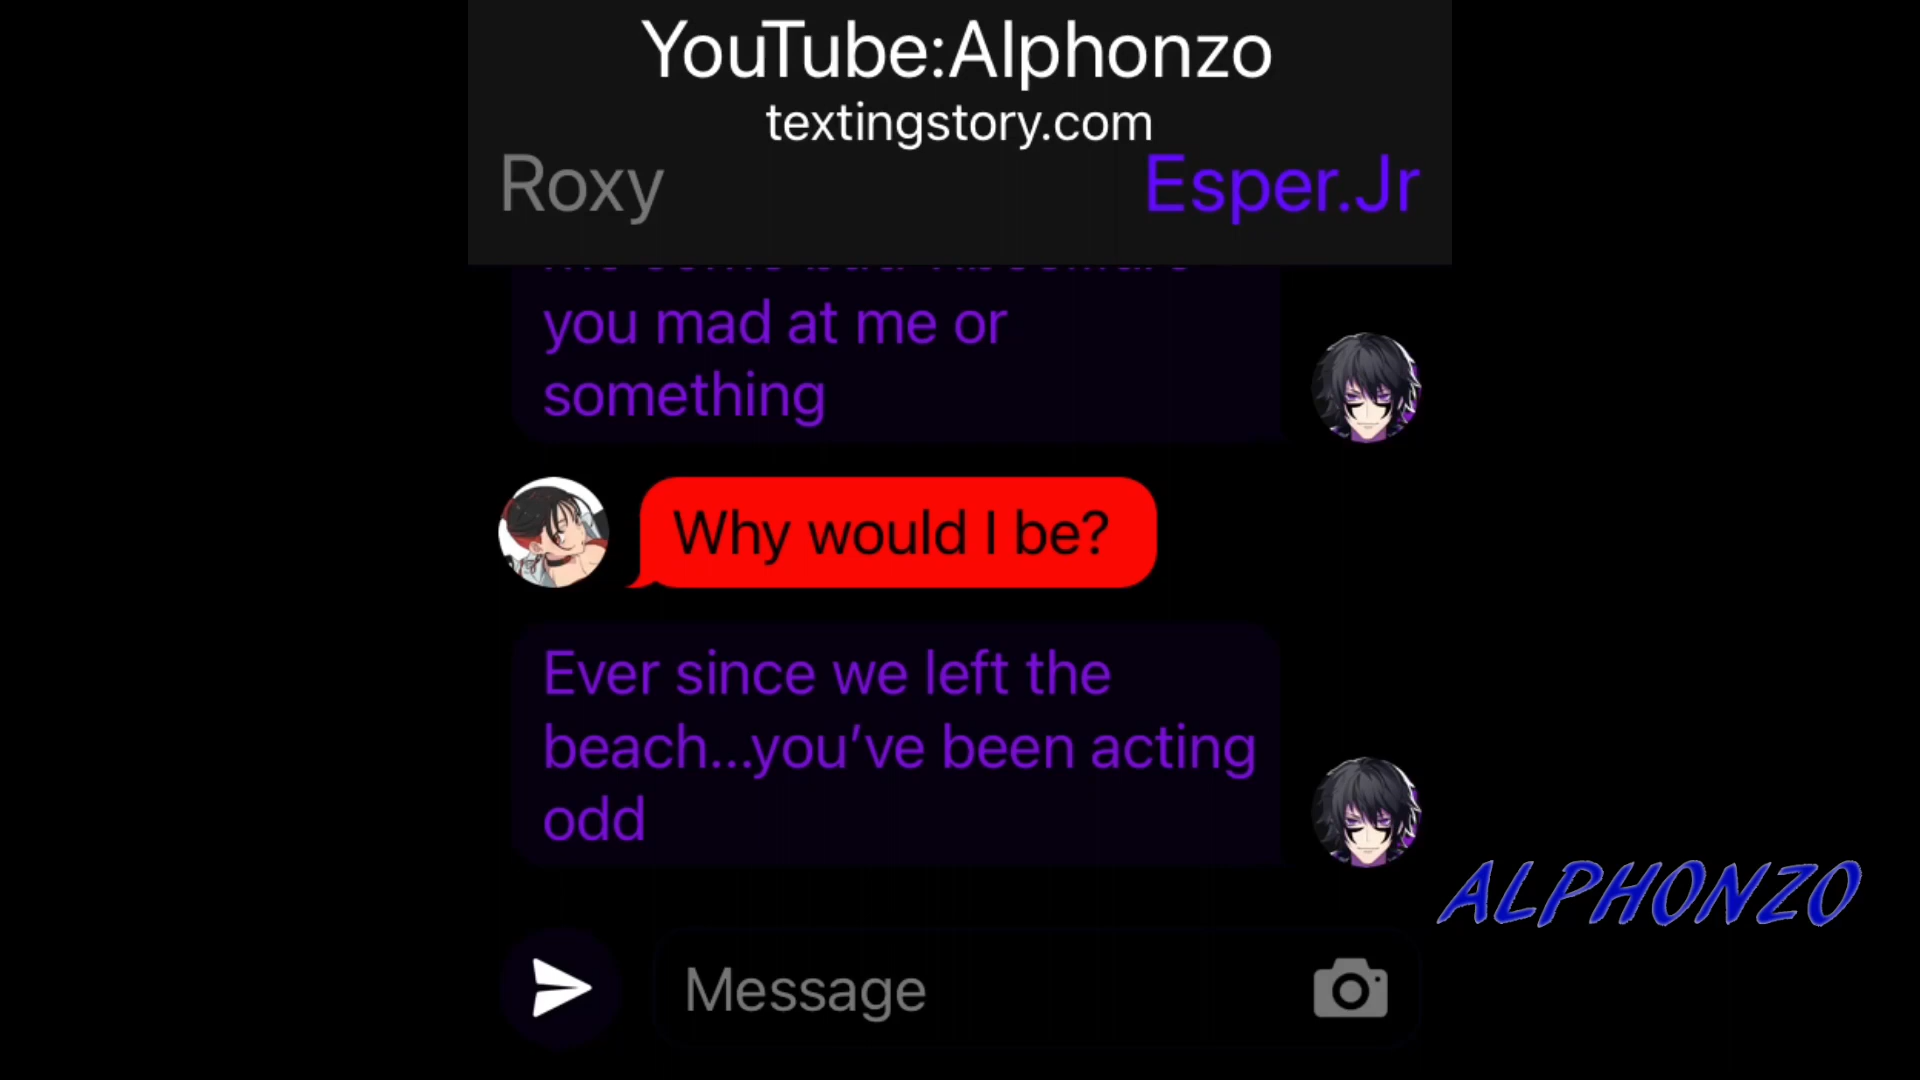 YouTube:Alphonzo
textingstory.com
Roxy
Esper.Jr
you mad at me or
something
Why would I be?
Ever since we left the
beach...you’ve been acting
odd
ALPHONZO
Message